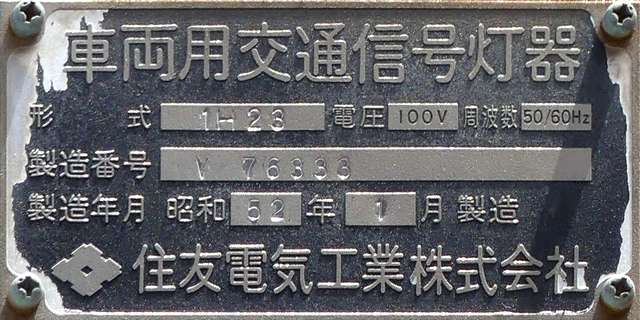 車両用交通信号灯器
形 式 1H23 電圧 100V 周波数 50/60Hz
製造番号 V 76333
製造年月 昭和 52 年 1 月 製造
住友電気工業株式会社